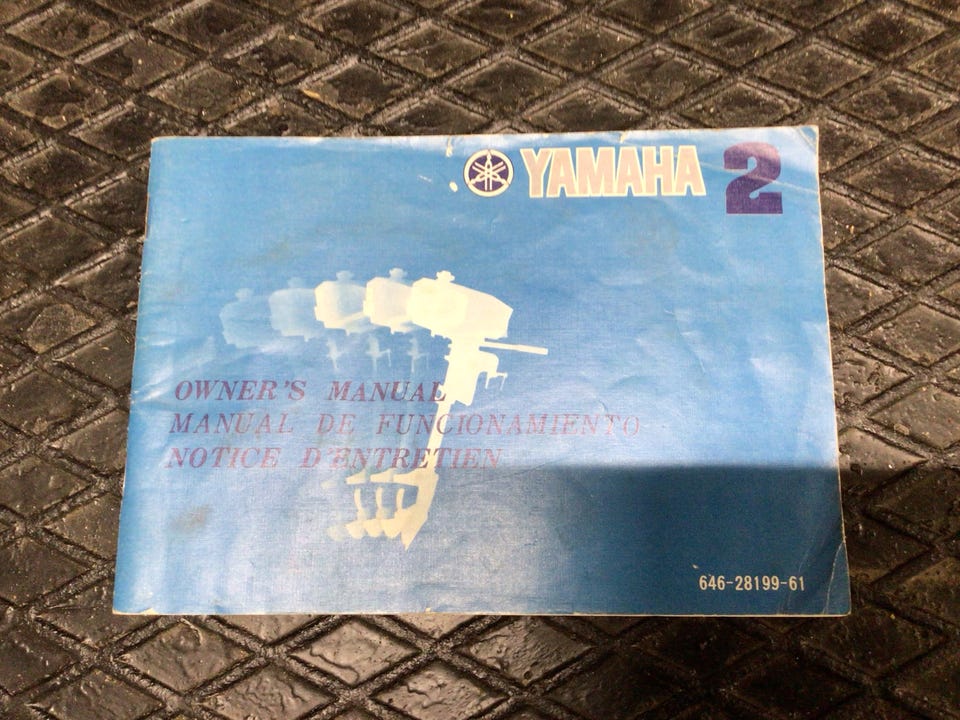 YAMAHA 2
OWNER'S MANUAL
MANUAL DE FUNCIONAMIENTO
NOTICE D'ENTRETIEN
646-28199-61